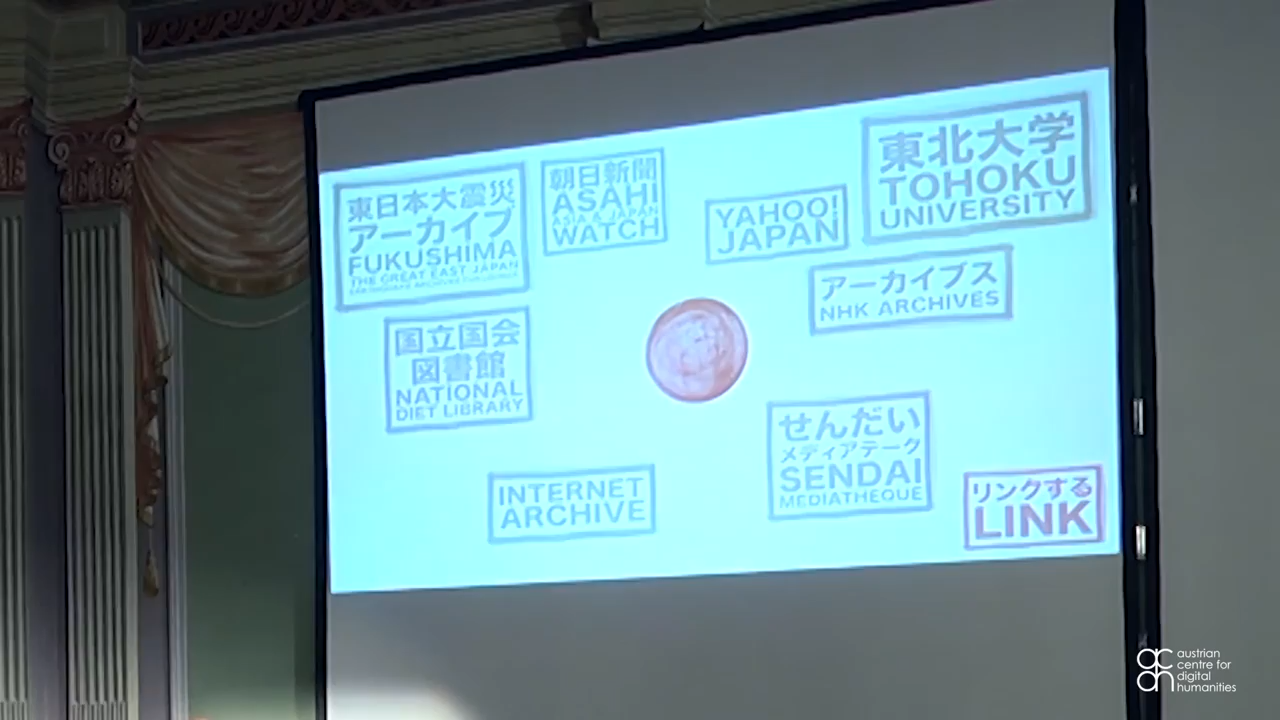 東日本大震災
アーカイブ
FUKUSHIMA
THE GREAT EAST JAPAN
朝日新聞
ASAHI
ASIA & JAPAN
WATCH
YAHOO!
JAPAN
東北大学
TOHOKU
UNIVERSITY
アーカイブス
NHK ARCHIVES
国立国会
図書館
NATIONAL
DIET LIBRARY
せんだい
メディアテーク
SENDAI
MEDIATHEQUE
INTERNET
ARCHIVE
リンクする
LINK
acdh
austrian
centre for
digital
humanities